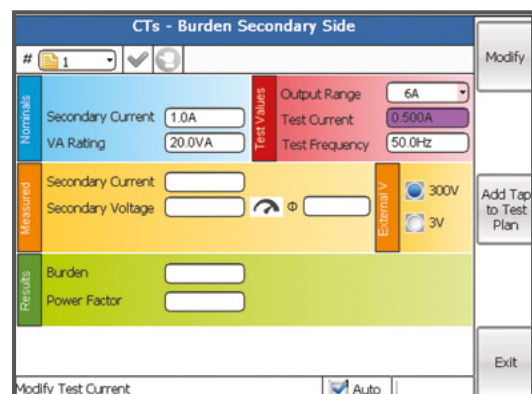 CTs - Burden Secondary Side
# 1
Modify
Nominals
Secondary Current 1.0A
VA Rating 20.0VA
Test Values
Output Range 6A
Test Current 0.500A
Test Frequency 50.0Hz
Measured
Secondary Current
Secondary Voltage Φ
External V
300V
3V
Add Tap
to Test
Plan
Results
Burden
Power Factor
Exit
Modify Test Current
Auto